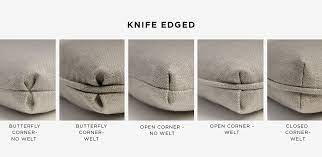 KNIFE EDGED
BUTTERFLY
CORNER-
NO WELT
BUTTERFLY
CORNER-
WELT
OPEN CORNER -
NO WELT
OPEN CORNER -
WELT
CLOSED
CORNER-
WELT